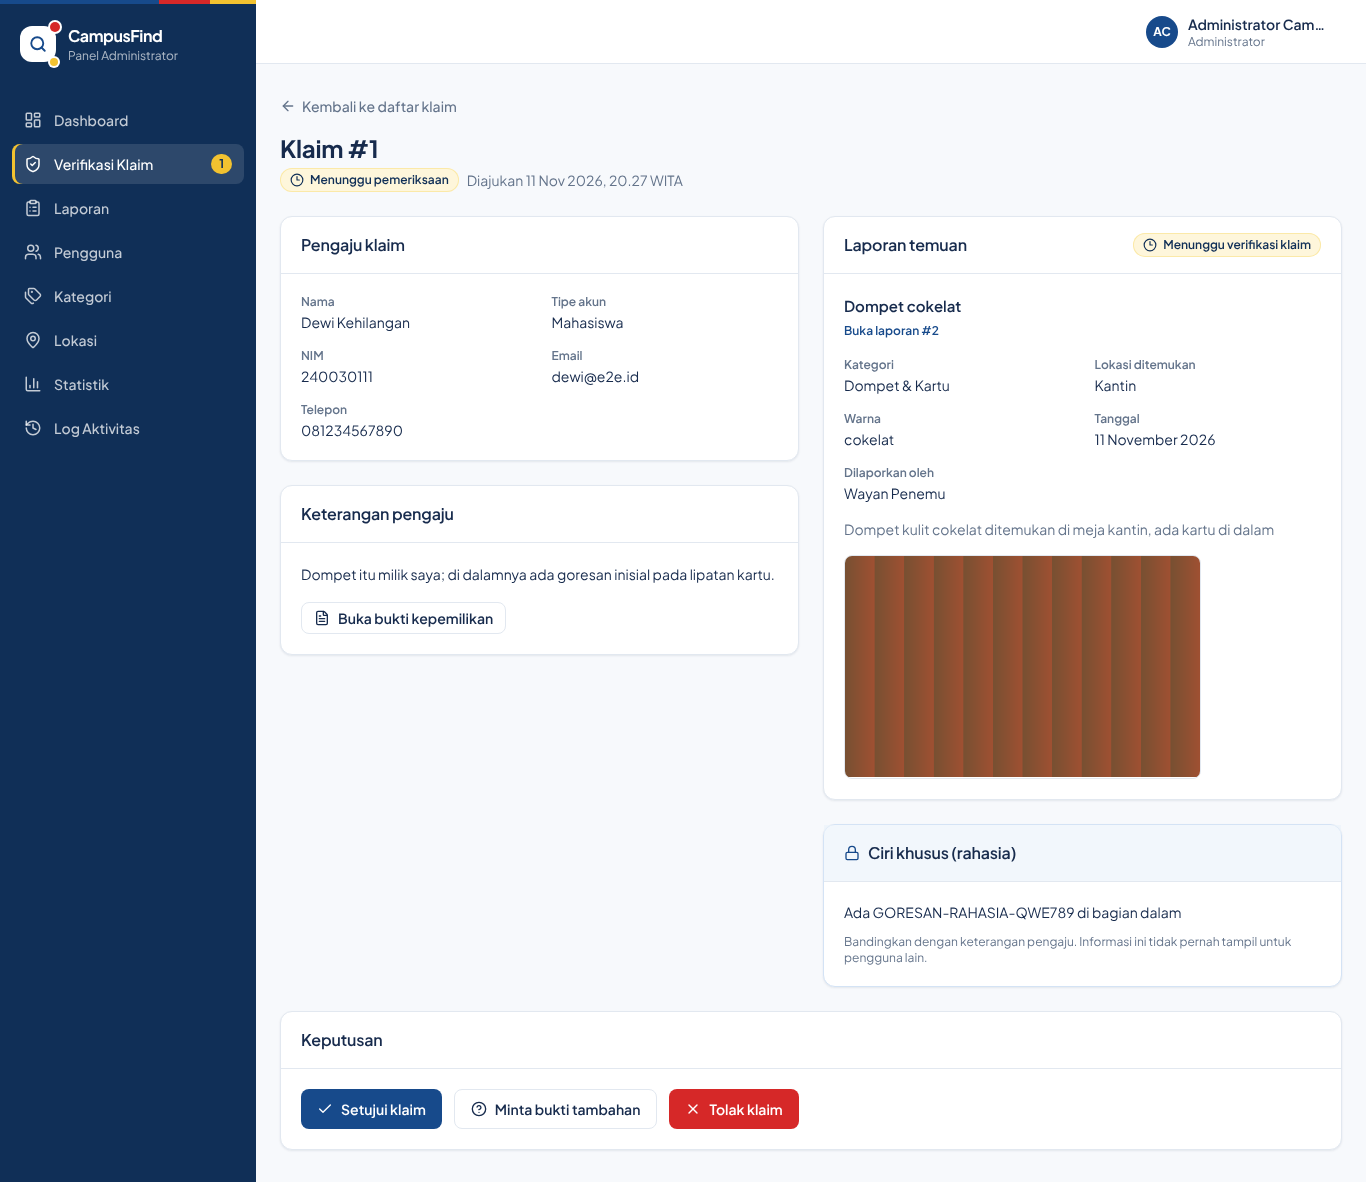 CampusFind
Panel Administrator
Dashboard
Verifikasi Klaim
1
Laporan
Pengguna
Kategori
Lokasi
Statistik
Log Aktivitas
AC
Administrator Cam...
Administrator
Kembali ke daftar klaim
Klaim #1
Menunggu pemeriksaan
Diajukan 11 Nov 2026, 20.27 WITA
Pengaju klaim
Nama
Dewi Kehilangan
Tipe akun
Mahasiswa
NIM
240030111
Email
dewi@e2e.id
Telepon
081234567890
Keterangan pengaju
Dompet itu milik saya; di dalamnya ada goresan inisial pada lipatan kartu.
Buka bukti kepemilikan
Laporan temuan
Menunggu verifikasi klaim
Dompet cokelat
Buka laporan #2
Kategori
Dompet & Kartu
Lokasi ditemukan
Kantin
Warna
cokelat
Tanggal
11 November 2026
Dilaporkan oleh
Wayan Penemu
Dompet kulit cokelat ditemukan di meja kantin, ada kartu di dalam
Ciri khusus (rahasia)
Ada GORESAN-RAHASIA-QWE789 di bagian dalam
Bandingkan dengan keterangan pengaju. Informasi ini tidak pernah tampil untuk
pengguna lain.
Keputusan
Setujui klaim
Minta bukti tambahan
Tolak klaim